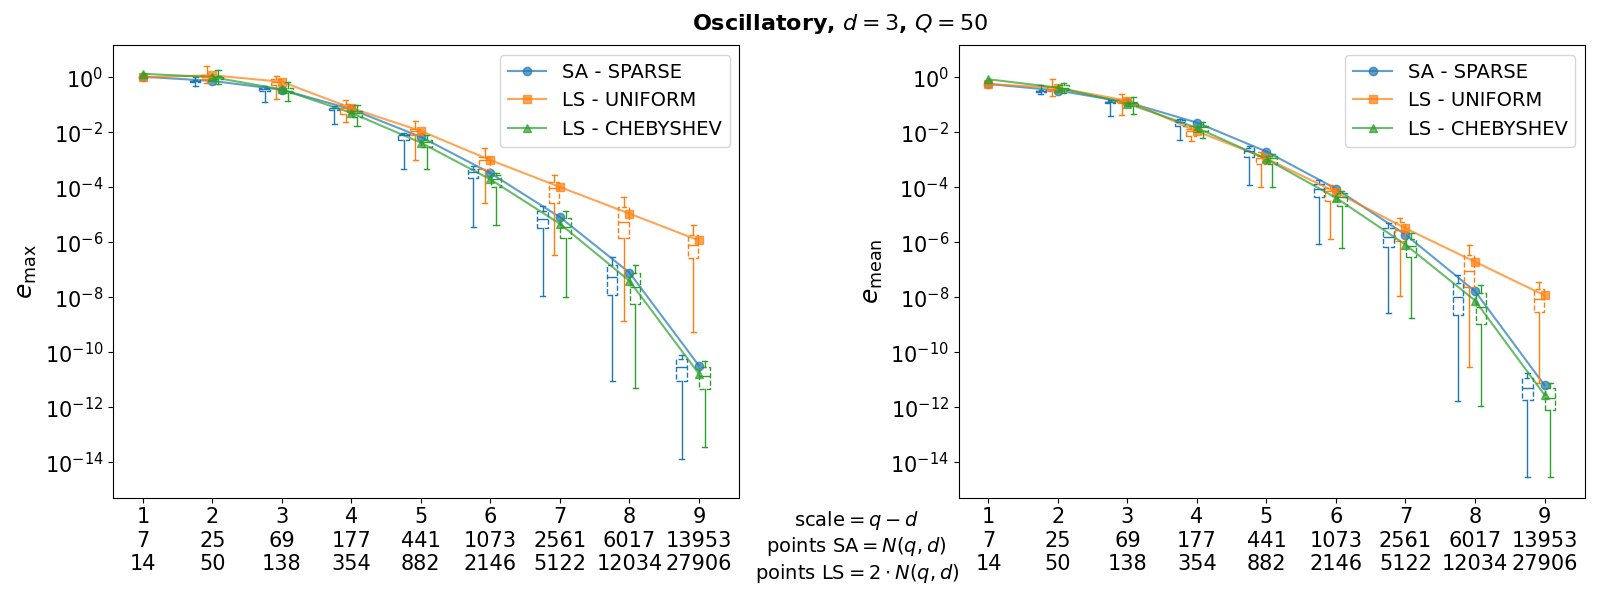 Oscillatory, d = 3, Q = 50
SA - SPARSE
LS - UNIFORM
LS - CHEBYSHEV
e_max
10^0
10^-2
10^-4
10^-6
10^-8
10^-10
10^-12
10^-14
1 2 3 4 5 6 7 8 9
7 25 69 177 441 1073 2561 6017 13953
14 50 138 354 882 2146 5122 12034 27906
scale = q − d
points SA = N(q, d)
points LS = 2 · N(q, d)
SA - SPARSE
LS - UNIFORM
LS - CHEBYSHEV
e_mean
10^0
10^-2
10^-4
10^-6
10^-8
10^-10
10^-12
10^-14
1 2 3 4 5 6 7 8 9
7 25 69 177 441 1073 2561 6017 13953
14 50 138 354 882 2146 5122 12034 27906